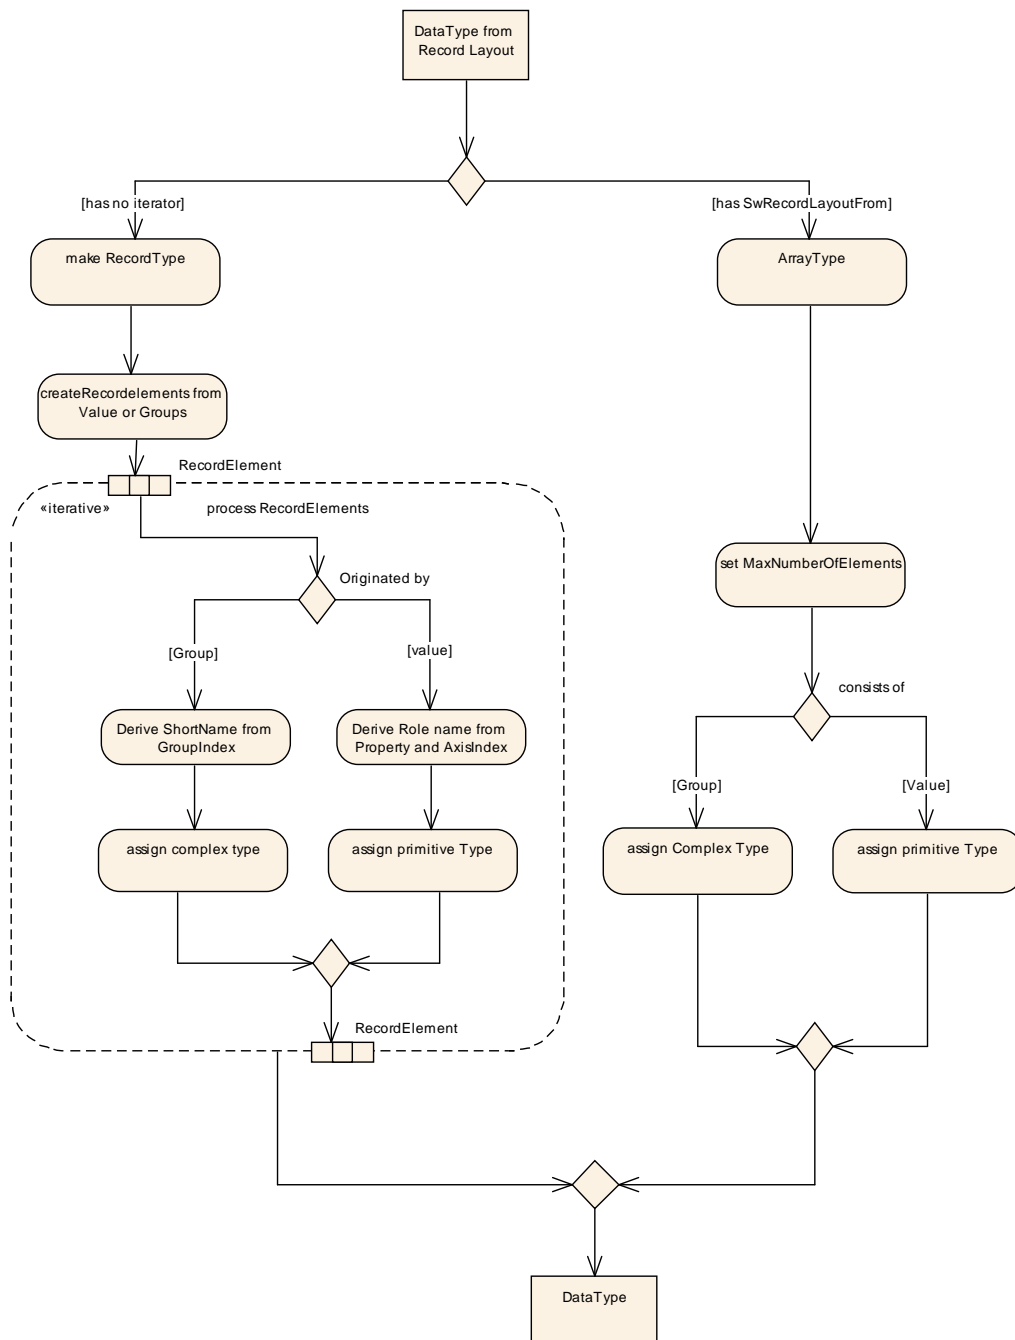 DataType from
Record Layout
[has no iterator]
[has SwRecordLayoutFrom]
make RecordType
ArrayType
createRecordelements from
Value or Groups
RecordElement
«iterative»
process RecordElements
set MaxNumberOfElements
Originated by
[Group]
[value]
consists of
Derive ShortName from
GroupIndex
Derive Role name from
Property and AxisIndex
[Group]
[Value]
assign complex type
assign primitive Type
assign Complex Type
assign primitive Type
RecordElement
DataType